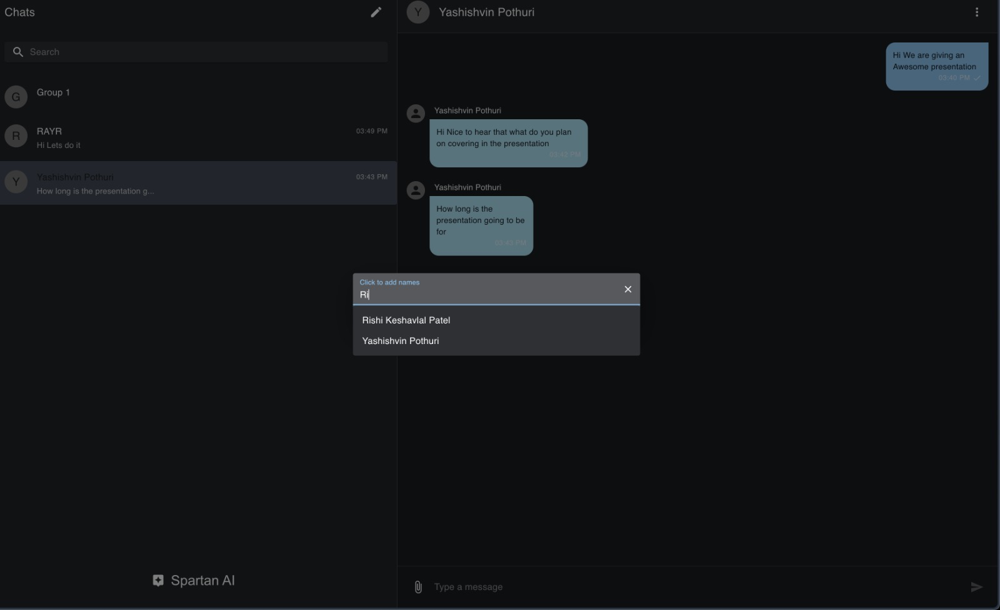 Chats
Search
G
Group 1
R
RAYR
03:49 PM
Hi Lets do it
Y
Yashishvin Pothuri
03:43 PM
How long is the presentation g...
Spartan AI
Y
Yashishvin Pothuri
Hi We are giving an
Awesome presentation
03:40 PM
Yashishvin Pothuri
Hi Nice to hear that what do you plan
on covering in the presentation
03:42 PM
Yashishvin Pothuri
How long is the
presentation going to be
for
03:43 PM
Click to add names
Ri
Rishi Keshavlal Patel
Yashishvin Pothuri
Type a message